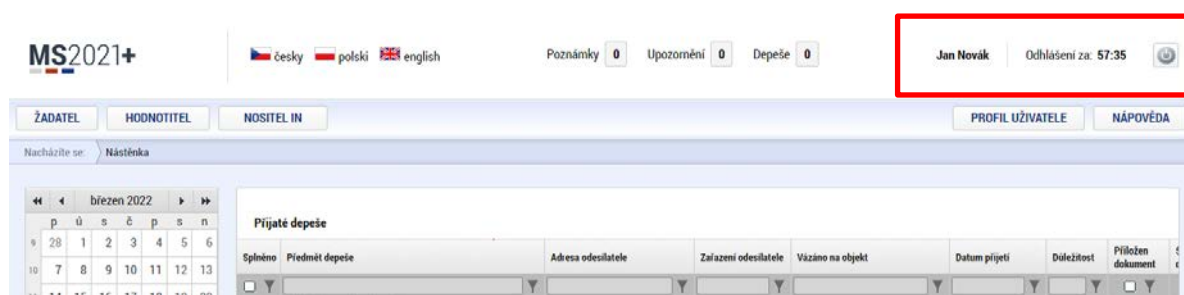 MS2021+ česky polski english Poznámky 0 Upozornění 0 Depeše 0 Jan Novák Odhlášení za: 57:35
ŽADATEL HODNOTITEL NOSITEL IN PROFIL UŽIVATELE NÁPOVĚDA
Nacházíte se: Nástěnka
březen 2022
p ú s č p s n
Přijaté depeše
9 28 1 2 3 4 5 6
Splněno Předmět depeše Adresa odesílatele Zařazení odesílatele Vázáno na objekt Datum přijetí Důležitost Přiložen dokument
10 7 8 9 10 11 12 13